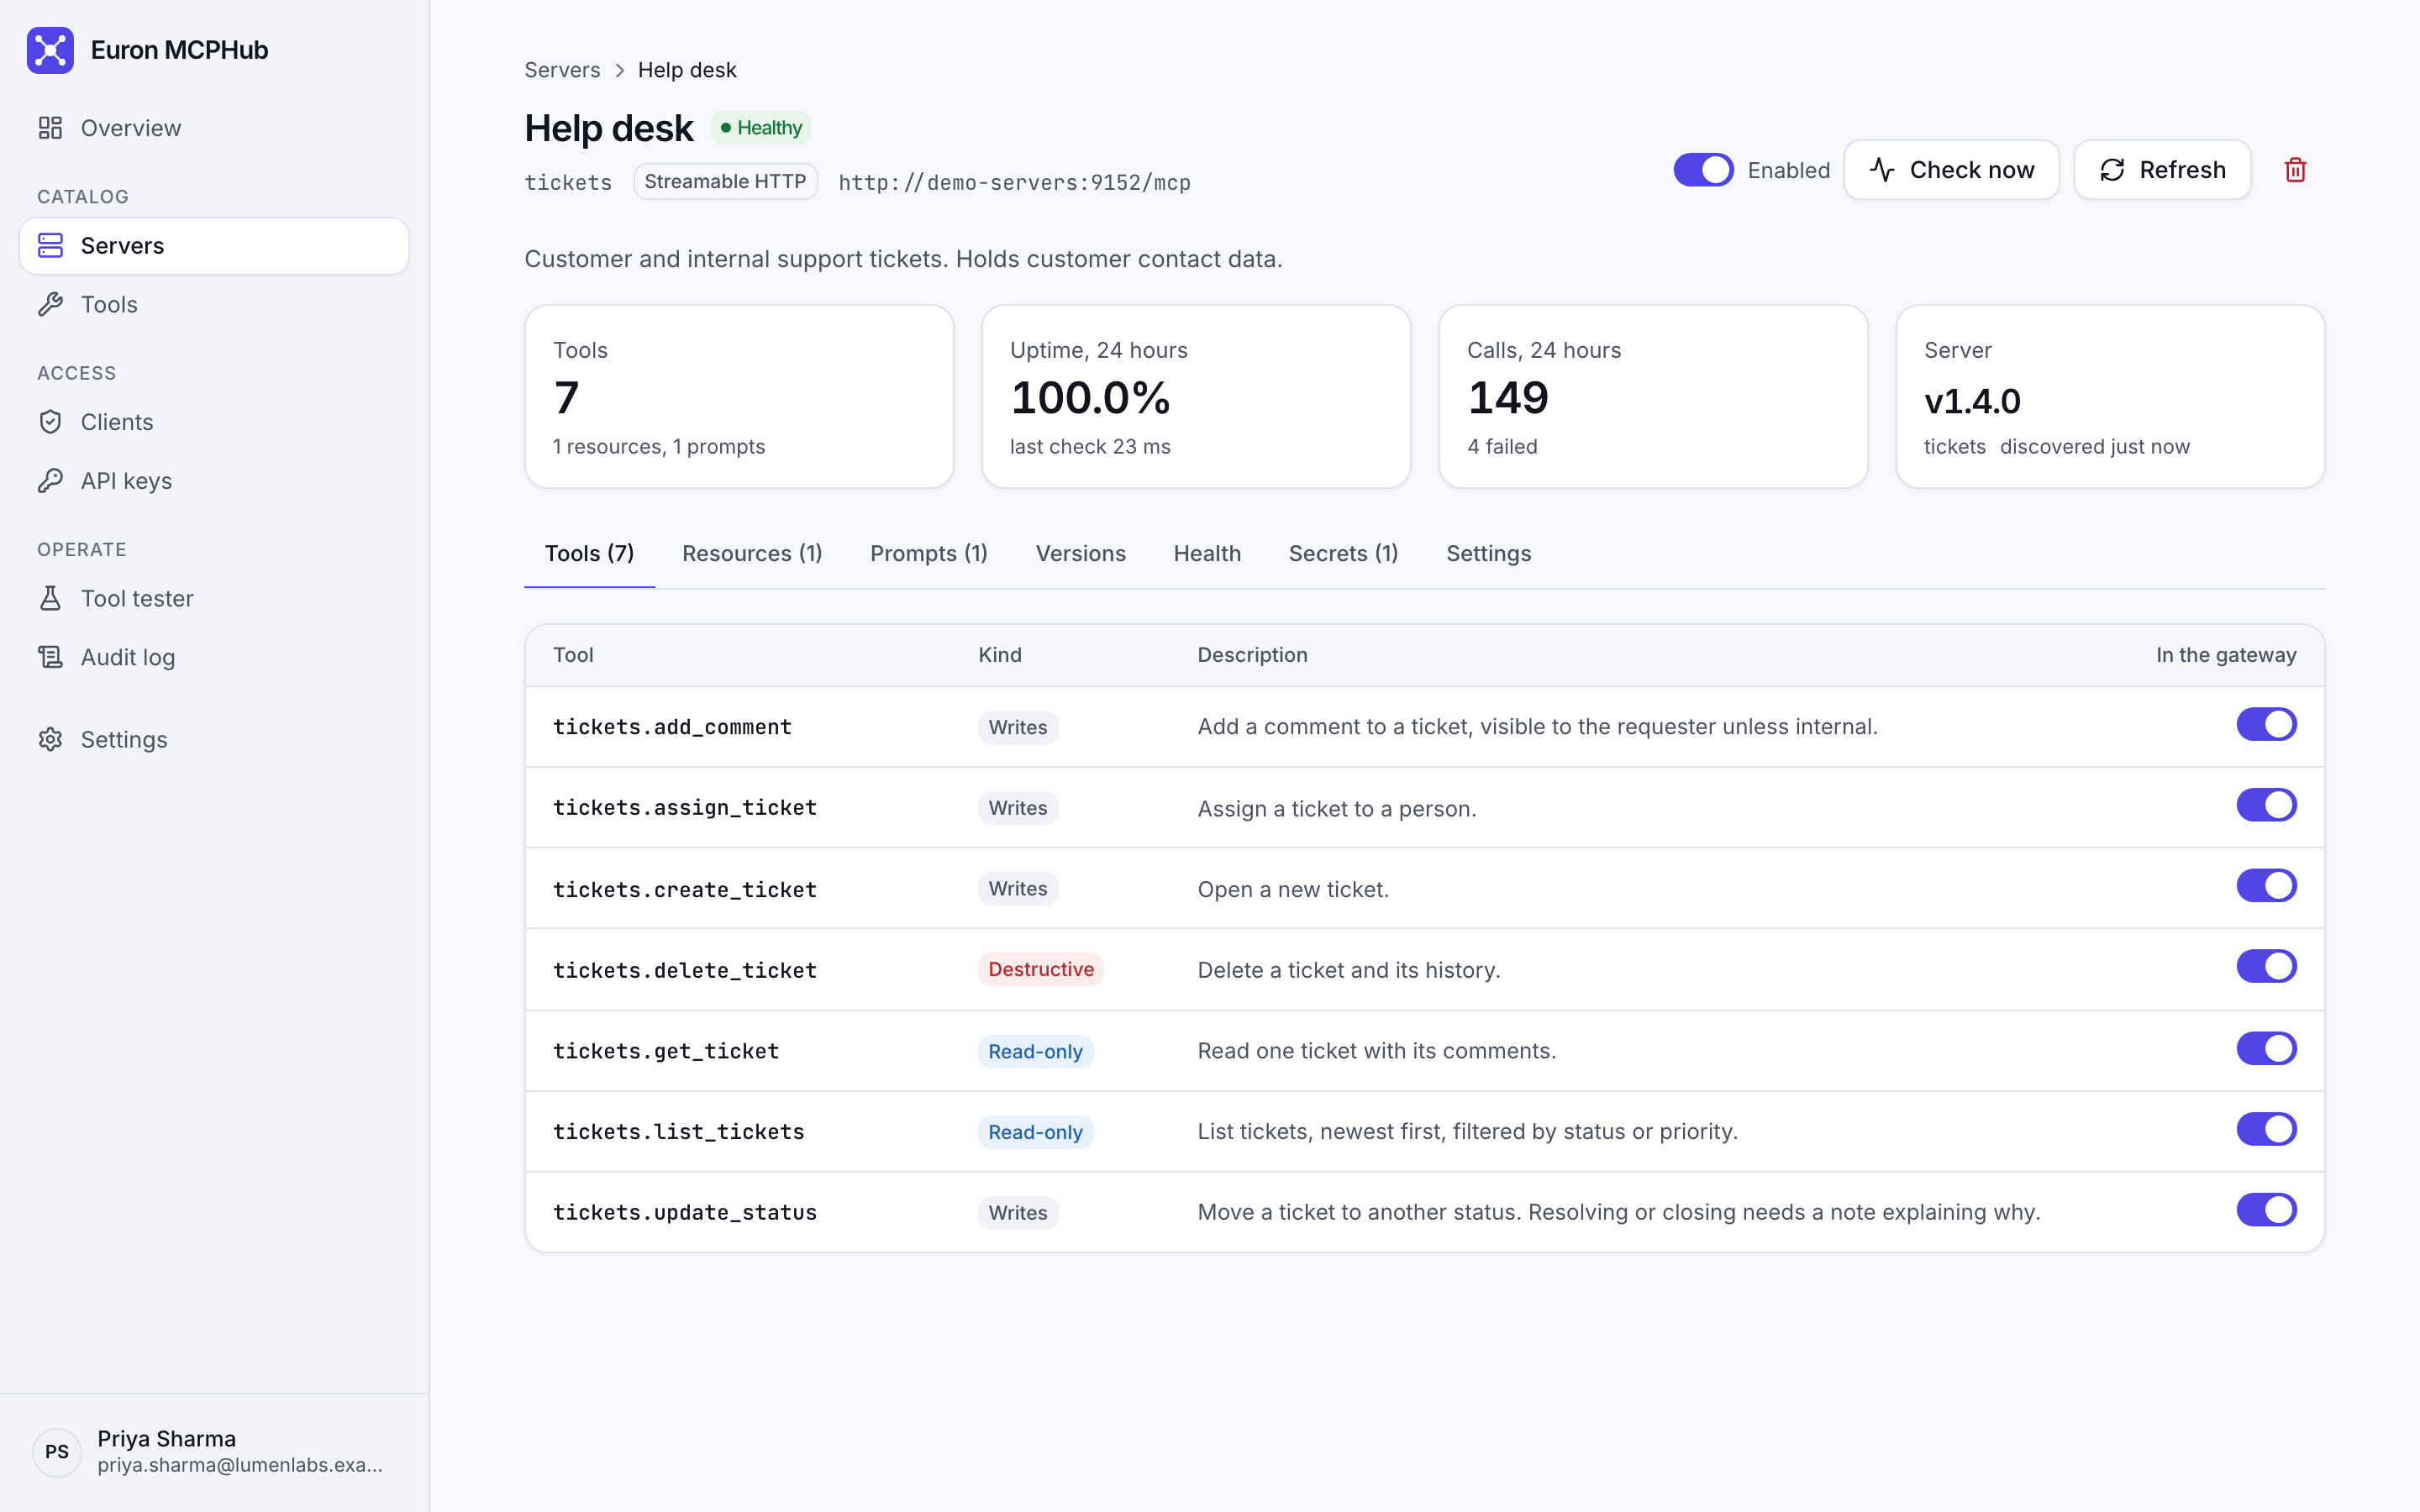 Euron MCPHub
Overview
CATALOG
Servers
Tools
ACCESS
Clients
API keys
OPERATE
Tool tester
Audit log
Settings
PS
Priya Sharma
priya.sharma@lumenlabs.exa...
Servers > Help desk
Help desk Healthy
tickets Streamable HTTP http://demo-servers:9152/mcp
Enabled Check now Refresh
Customer and internal support tickets. Holds customer contact data.
Tools
7
1 resources, 1 prompts
Uptime, 24 hours
100.0%
last check 23 ms
Calls, 24 hours
149
4 failed
Server
v1.4.0
tickets discovered just now
Tools (7) Resources (1) Prompts (1) Versions Health Secrets (1) Settings
Tool Kind Description In the gateway
tickets.add_comment Writes Add a comment to a ticket, visible to the requester unless internal.
tickets.assign_ticket Writes Assign a ticket to a person.
tickets.create_ticket Writes Open a new ticket.
tickets.delete_ticket Destructive Delete a ticket and its history.
tickets.get_ticket Read-only Read one ticket with its comments.
tickets.list_tickets Read-only List tickets, newest first, filtered by status or priority.
tickets.update_status Writes Move a ticket to another status. Resolving or closing needs a note explaining why.